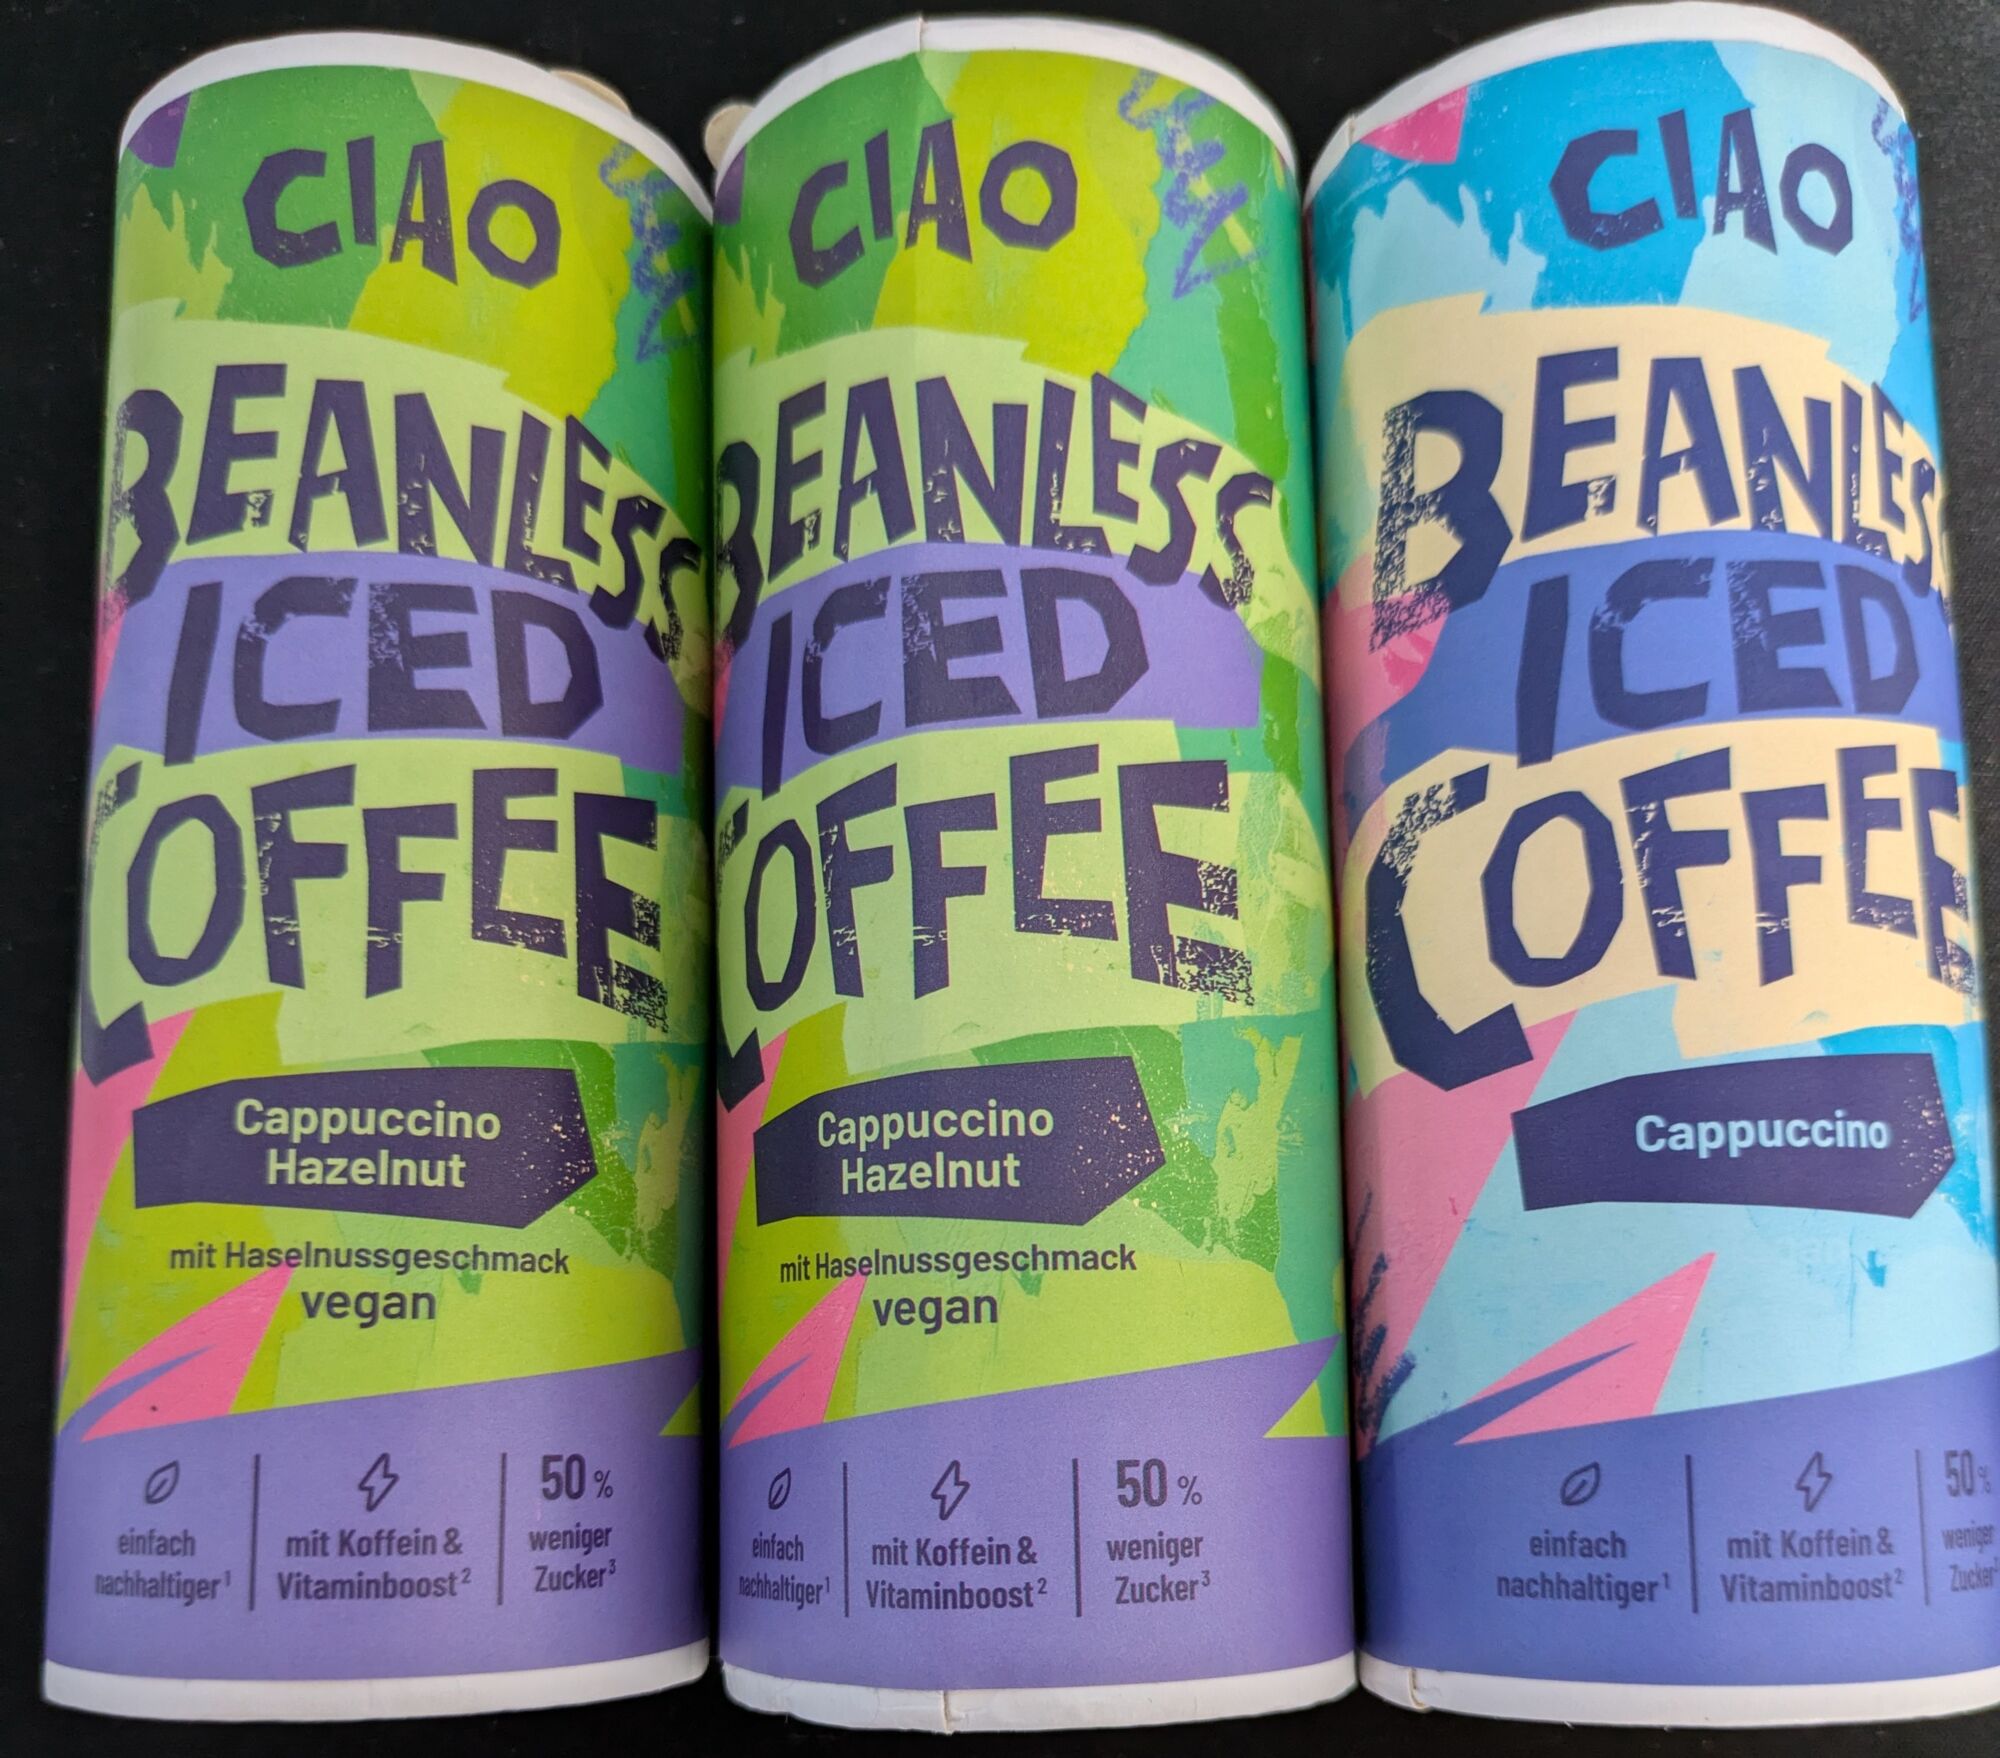 CIAO
BEANLESS
ICED
COFFEE
Cappuccino
Hazelnut
mit Haselnussgeschmack
vegan
einfach
nachhaltiger¹
mit Koffein &
Vitaminboost²
50 %
weniger
Zucker³
CIAO
BEANLESS
ICED
COFFEE
Cappuccino
Hazelnut
mit Haselnussgeschmack
vegan
einfach
nachhaltiger¹
mit Koffein &
Vitaminboost²
50 %
weniger
Zucker³
CIAO
BEANLESS
ICED
COFFEE
Cappuccino
einfach
nachhaltiger¹
mit Koffein &
Vitaminboost²
50 %
weniger
Zucker³